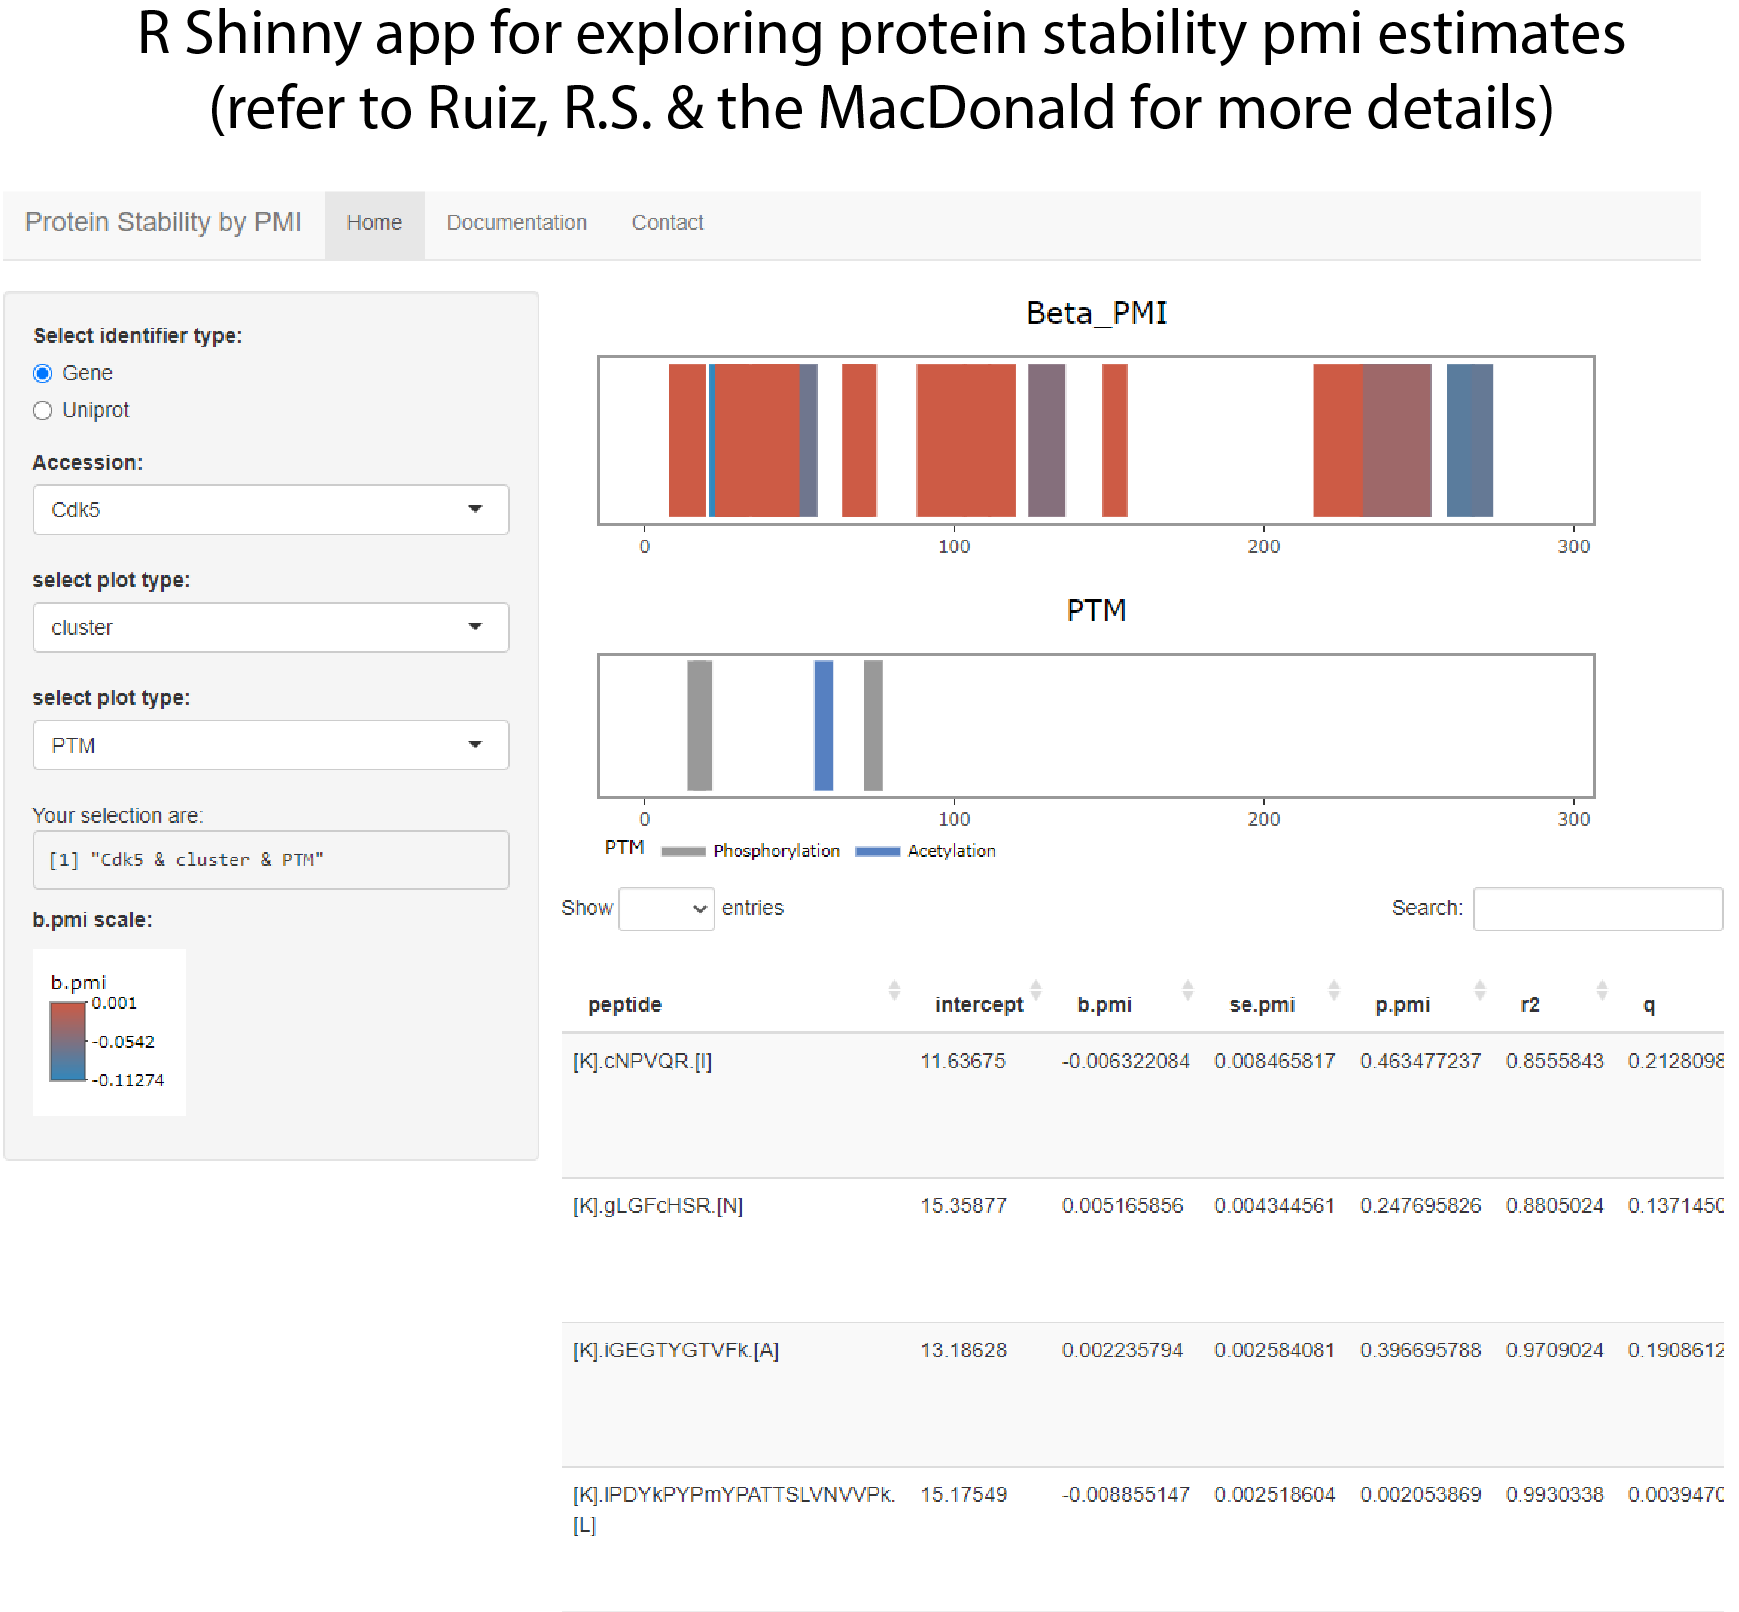 R Shinny app for exploring protein stability pmi estimates
(refer to Ruiz, R.S. & the MacDonald for more details)
Protein Stability by PMI Home Documentation Contact
Select identifier type:
Gene
Uniprot
Accession:
Cdk5
select plot type:
cluster
select plot type:
PTM
Your selection are:
[1] "Cdk5 & cluster & PTM"
b.pmi scale:
b.pmi
0.001
-0.0542
-0.11274
Beta_PMI
0 100 200 300
PTM
0 100 200 300
PTM Phosphorylation Acetylation
Show entries Search:
peptide intercept b.pmi se.pmi p.pmi r2 q
[K].cNPVQR.[I] 11.63675 -0.006322084 0.008465817 0.463477237 0.8555843 0.2128098
[K].gLGFcHSR.[N] 15.35877 0.005165856 0.004344561 0.247695826 0.8805024 0.1371450
[K].iGEGTYGTVFk.[A] 13.18628 0.002235794 0.002584081 0.396695788 0.9709024 0.1908612
[K].lPDYkPYPmYPATTSLVNVVPk. 15.17549 -0.008855147 0.002518604 0.002053869 0.9930338 0.0039470
[L]